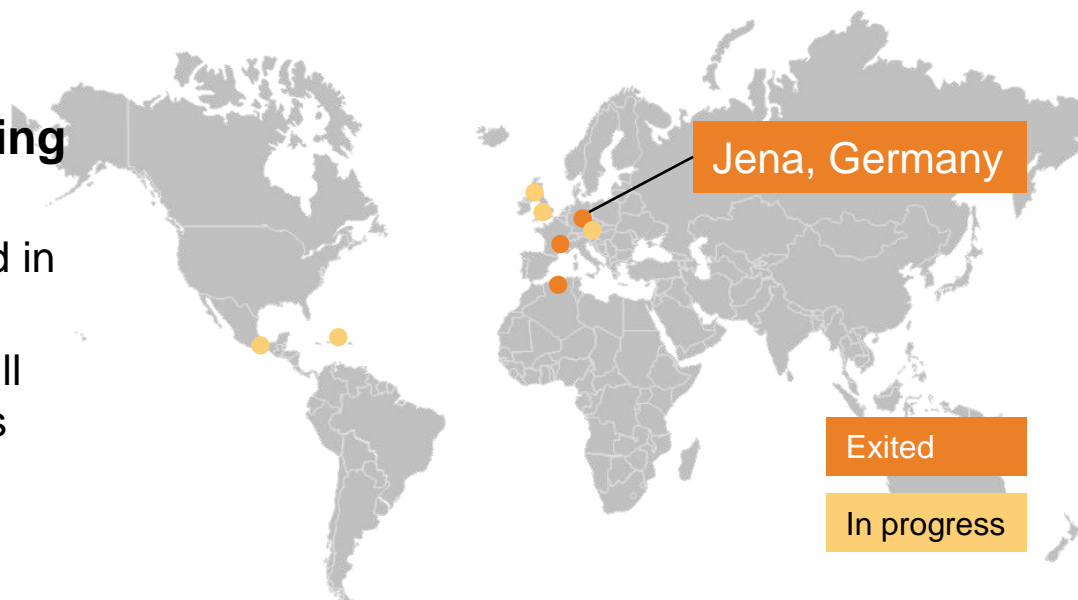 ing
Jena, Germany
d in
ll
s
Exited
In progress